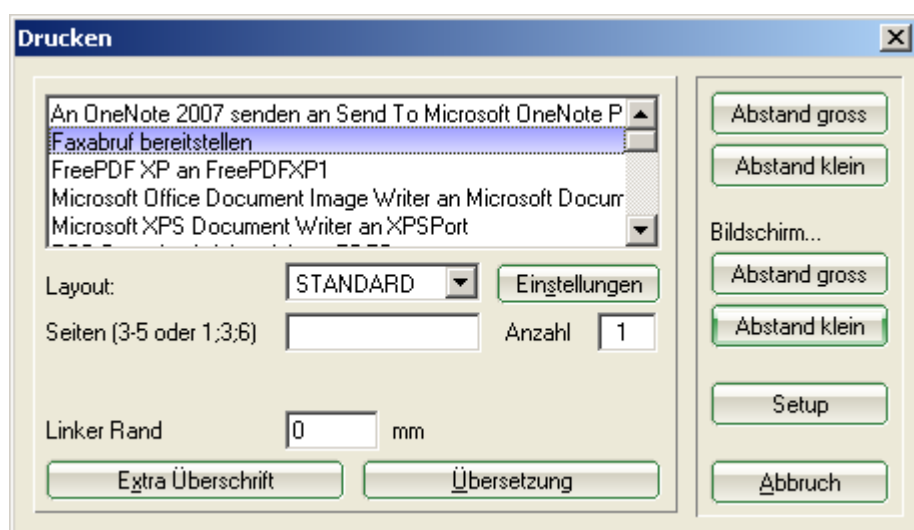 Drucken
An OneNote 2007 senden an Send To Microsoft OneNote P
Faxabruf bereitstellen
FreePDF XP an FreePDFXP1
Microsoft Office Document Image Writer an Microsoft Docum
Microsoft XPS Document Writer an XPSPort
Layout:
STANDARD
Einstellungen
Seiten (3-5 oder 1;3;6)
Anzahl
1
Linker Rand
0
mm
Extra Überschrift
Übersetzung
Abstand gross
Abstand klein
Bildschirm...
Abstand gross
Abstand klein
Setup
Abbruch